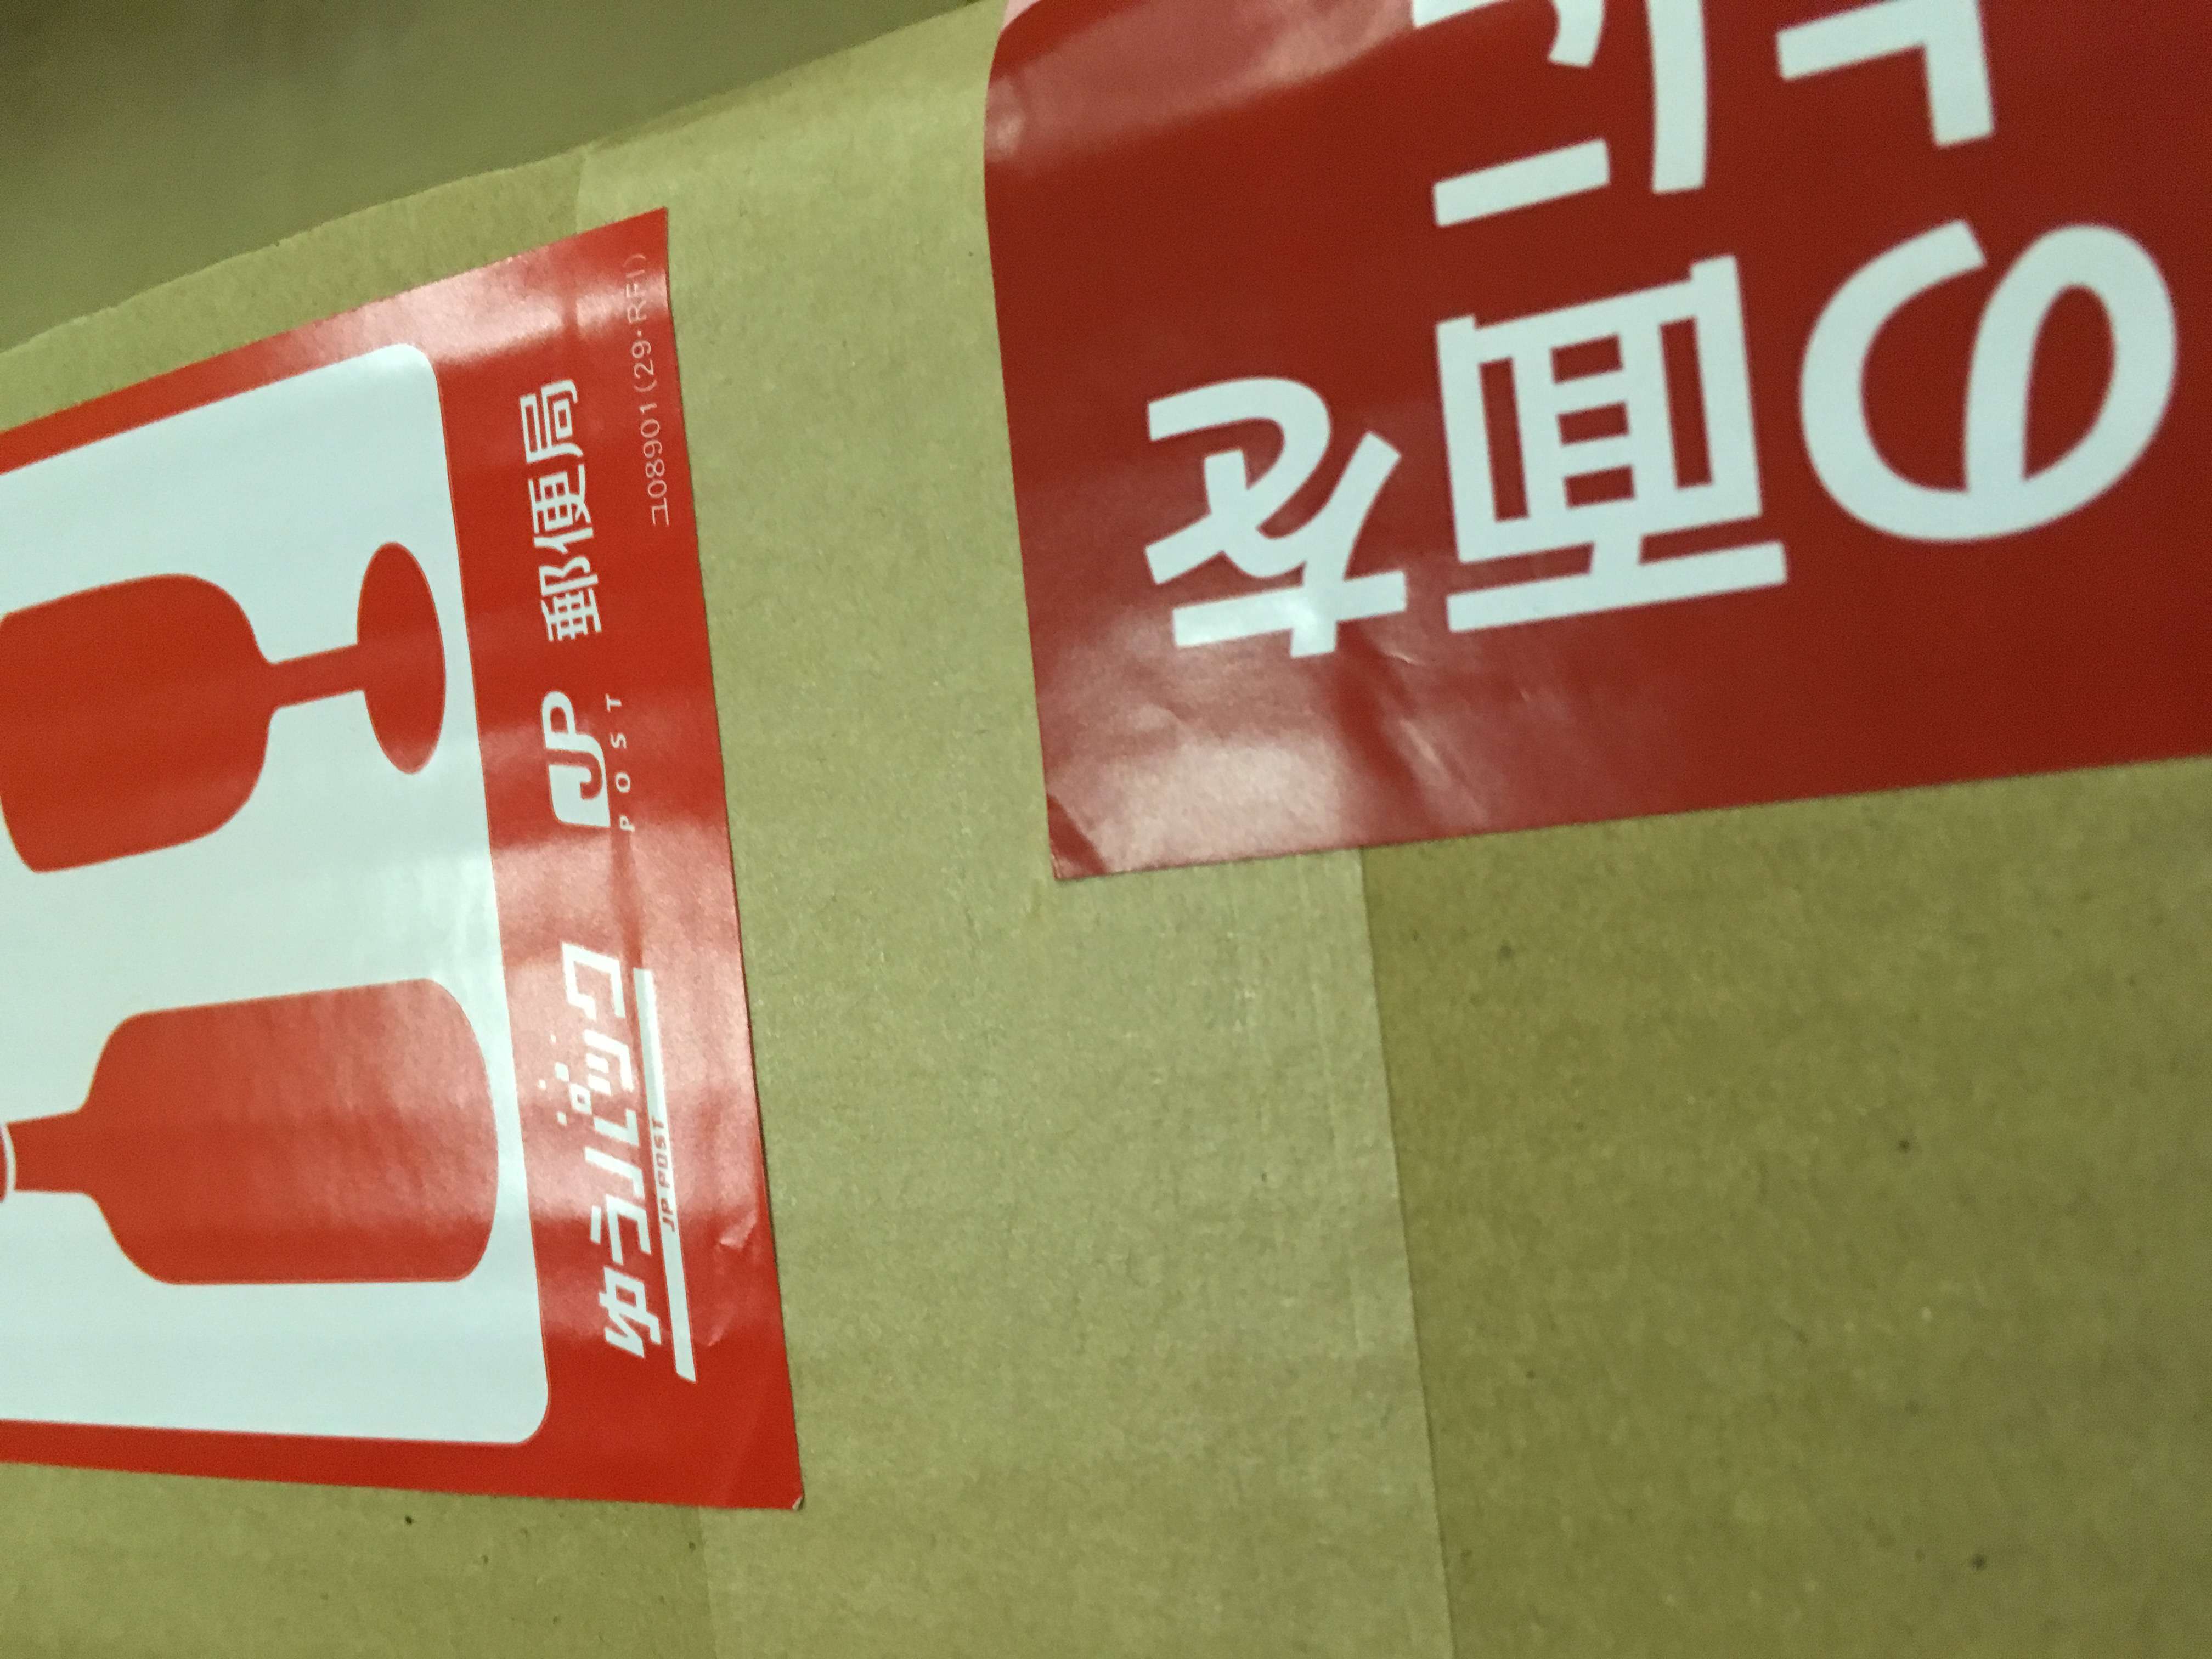 ゆうパック
JP POST
JP 郵便局
POST
ユ08901(29·RFI)
の面を